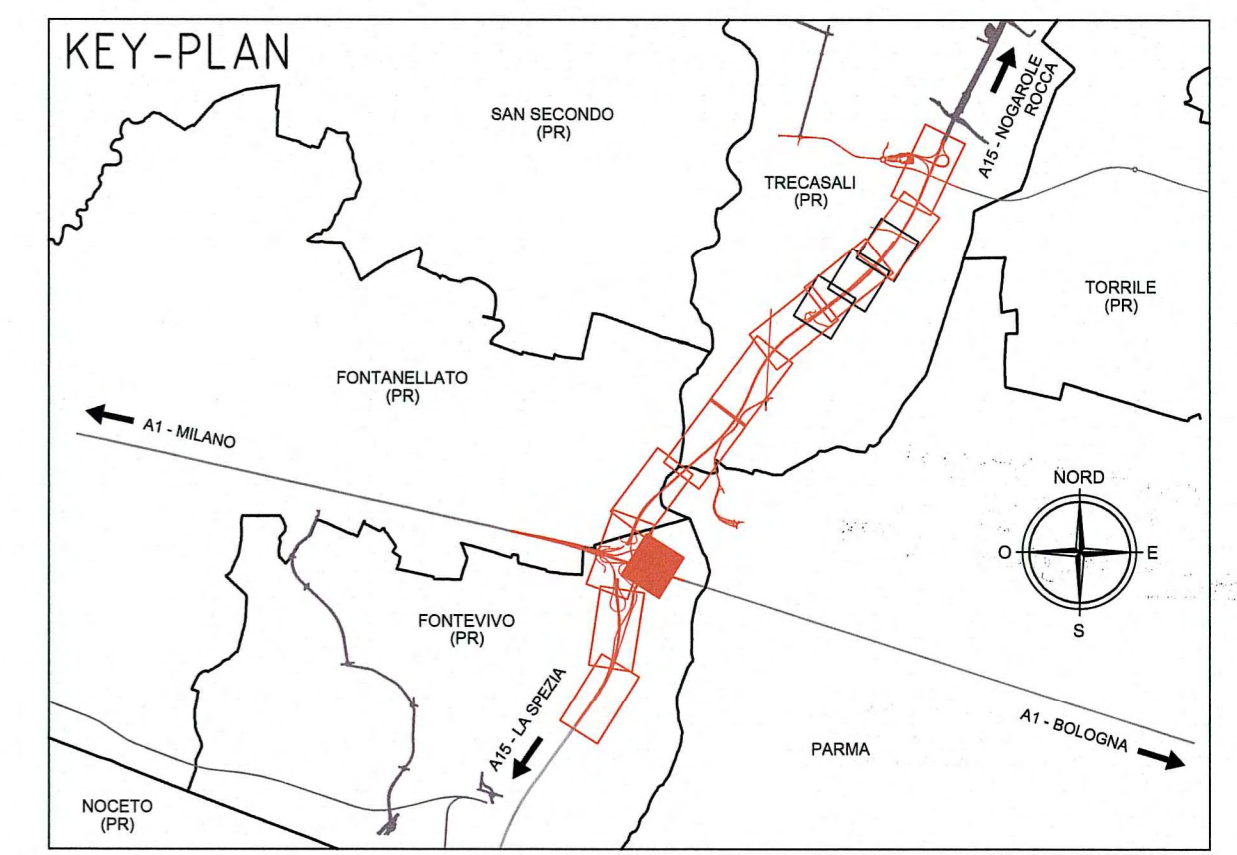 KEY-PLAN
SAN SECONDO
(PR)
A15 - NOGAROLE
ROCCA
TRECASALI
(PR)
TORRILE
(PR)
FONTANELLATO
(PR)
A1 - MILANO
NORD
O
E
S
FONTEVIVO
(PR)
A15 - LA SPEZIA
A1 - BOLOGNA
PARMA
NOCETO
(PR)